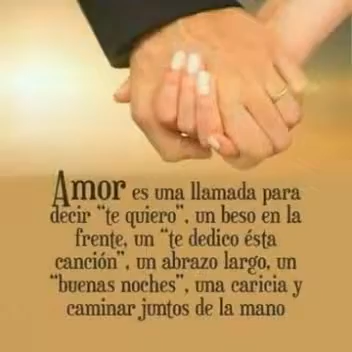 Amor es una llamada para
decir "te quiero", un beso en la
frente, un "te dedico ésta
canción", un abrazo largo, un
"buenas noches", una caricia y
caminar juntos de la mano